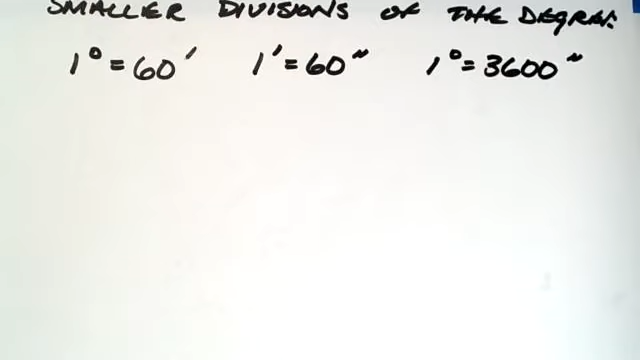 SMALLER DIVISIONS OF THE DEGREE:
1° = 60' 1' = 60" 1° = 3600"